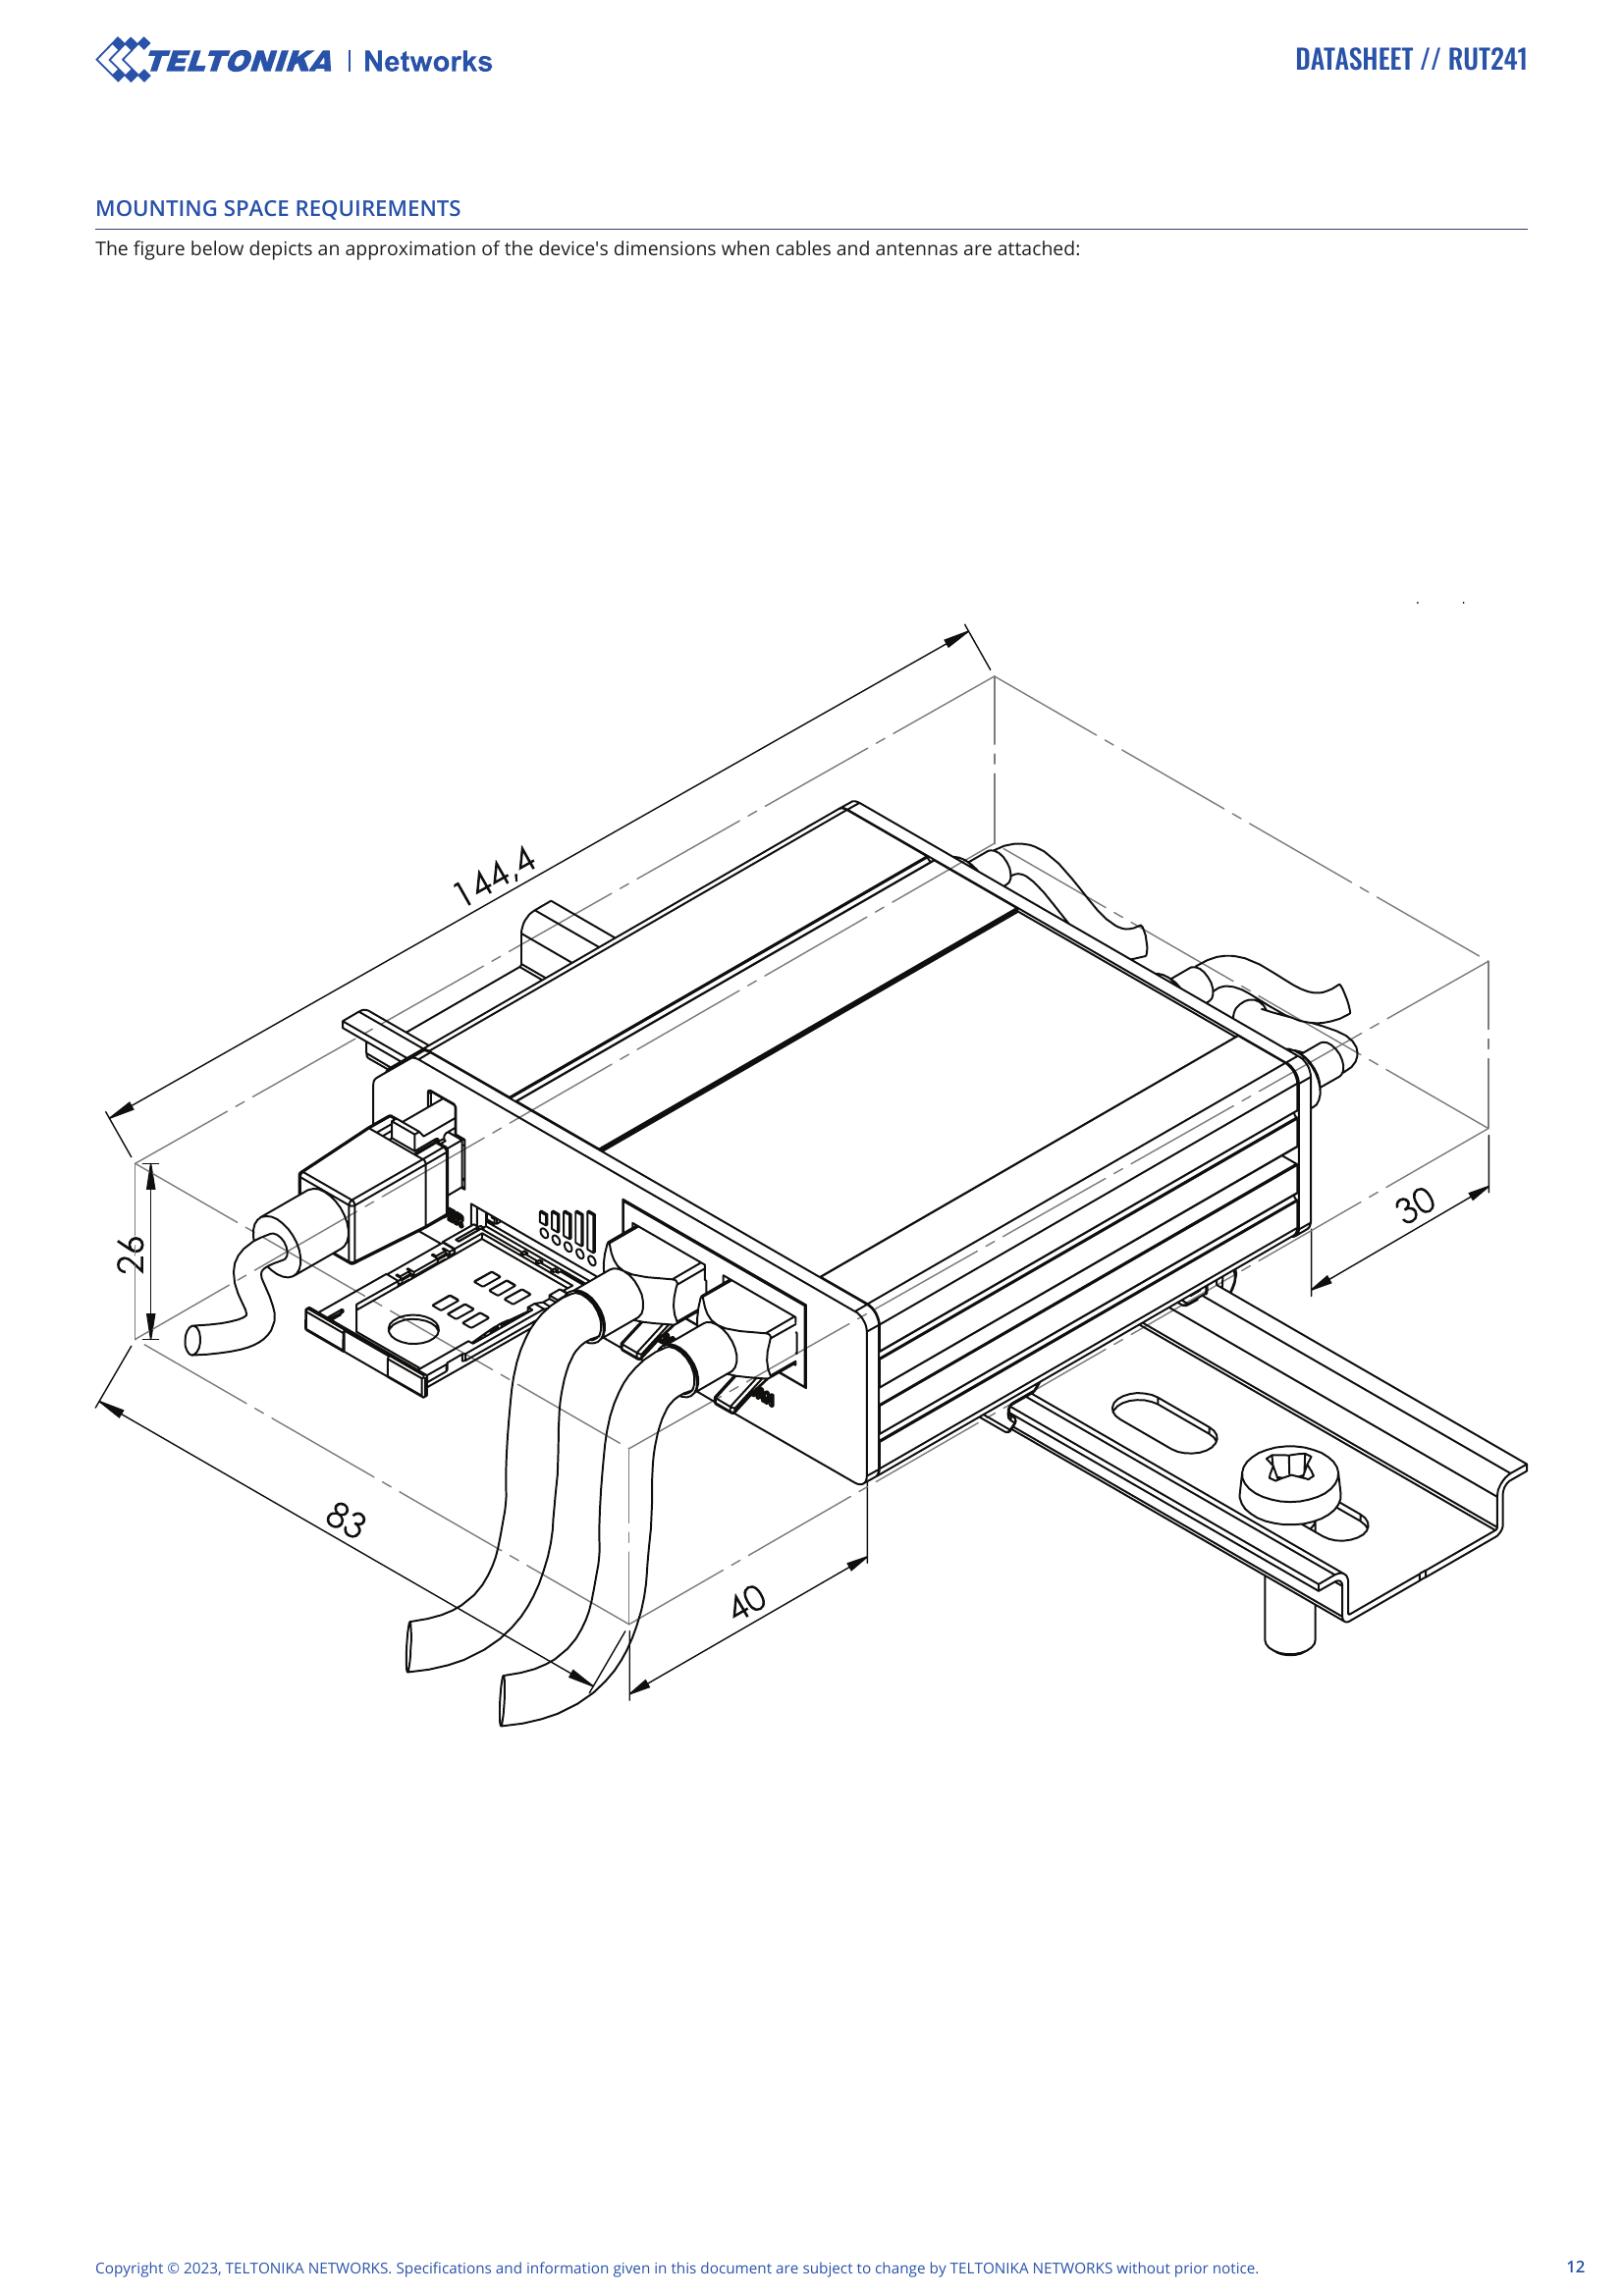 TELTONIKA | Networks
DATASHEET // RUT241
MOUNTING SPACE REQUIREMENTS
The figure below depicts an approximation of the device's dimensions when cables and antennas are attached:
144,4
26
30
83
40
Copyright © 2023, TELTONIKA NETWORKS. Specifications and information given in this document are subject to change by TELTONIKA NETWORKS without prior notice.
12